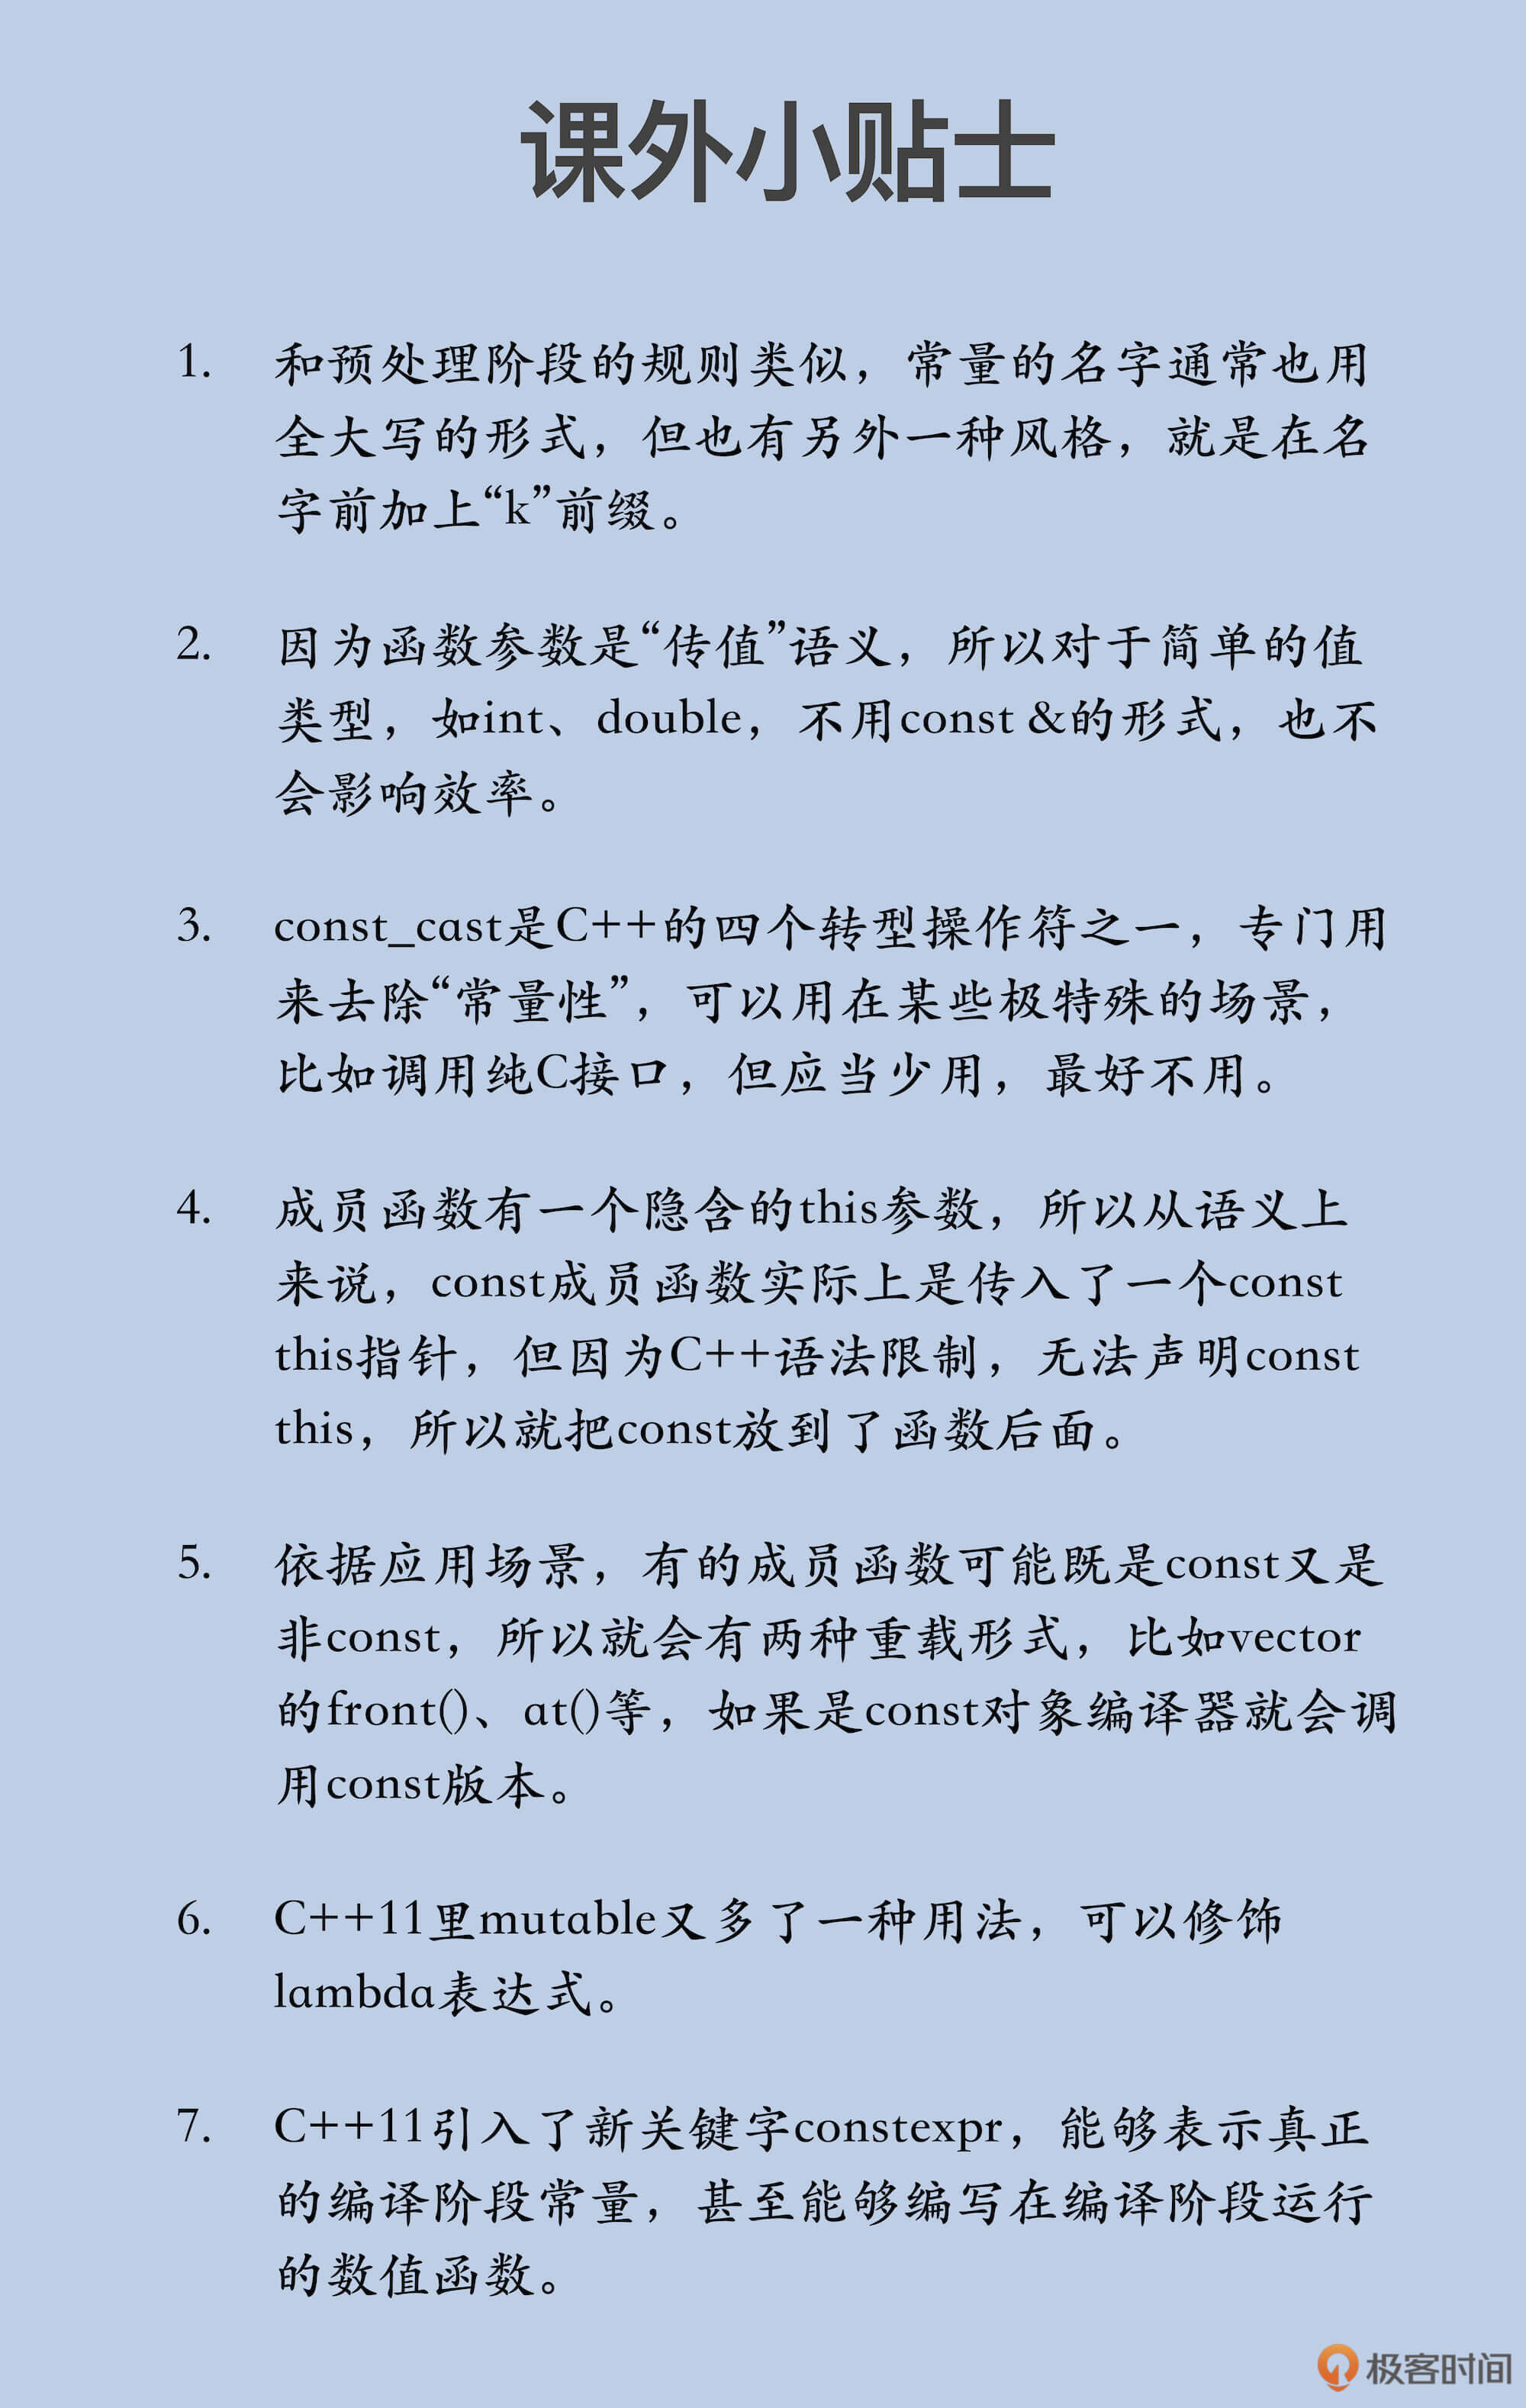 课外小贴士
1. 和预处理阶段的规则类似，常量的名字通常也用
全大写的形式，但也有另外一种风格，就是在名
字前加上“k”前缀。
2. 因为函数参数是“传值”语义，所以对于简单的值
类型，如int、double，不用const &的形式，也不
会影响效率。
3. const_cast是C++的四个转型操作符之一，专门用
来去除“常量性”，可以用在某些极特殊的场景，
比如调用纯C接口，但应当少用，最好不用。
4. 成员函数有一个隐含的this参数，所以从语义上
来说，const成员函数实际上是传入了一个const
this指针，但因为C++语法限制，无法声明const
this，所以就把const放到了函数后面。
5. 依据应用场景，有的成员函数可能既是const又是
非const，所以就会有两种重载形式，比如vector
的front()、at()等，如果是const对象编译器就会调
用const版本。
6. C++11里mutable又多了一种用法，可以修饰
lambda表达式。
7. C++11引入了新关键字constexpr，能够表示真正
的编译阶段常量，甚至能够编写在编译阶段运行
的数值函数。
极客时间